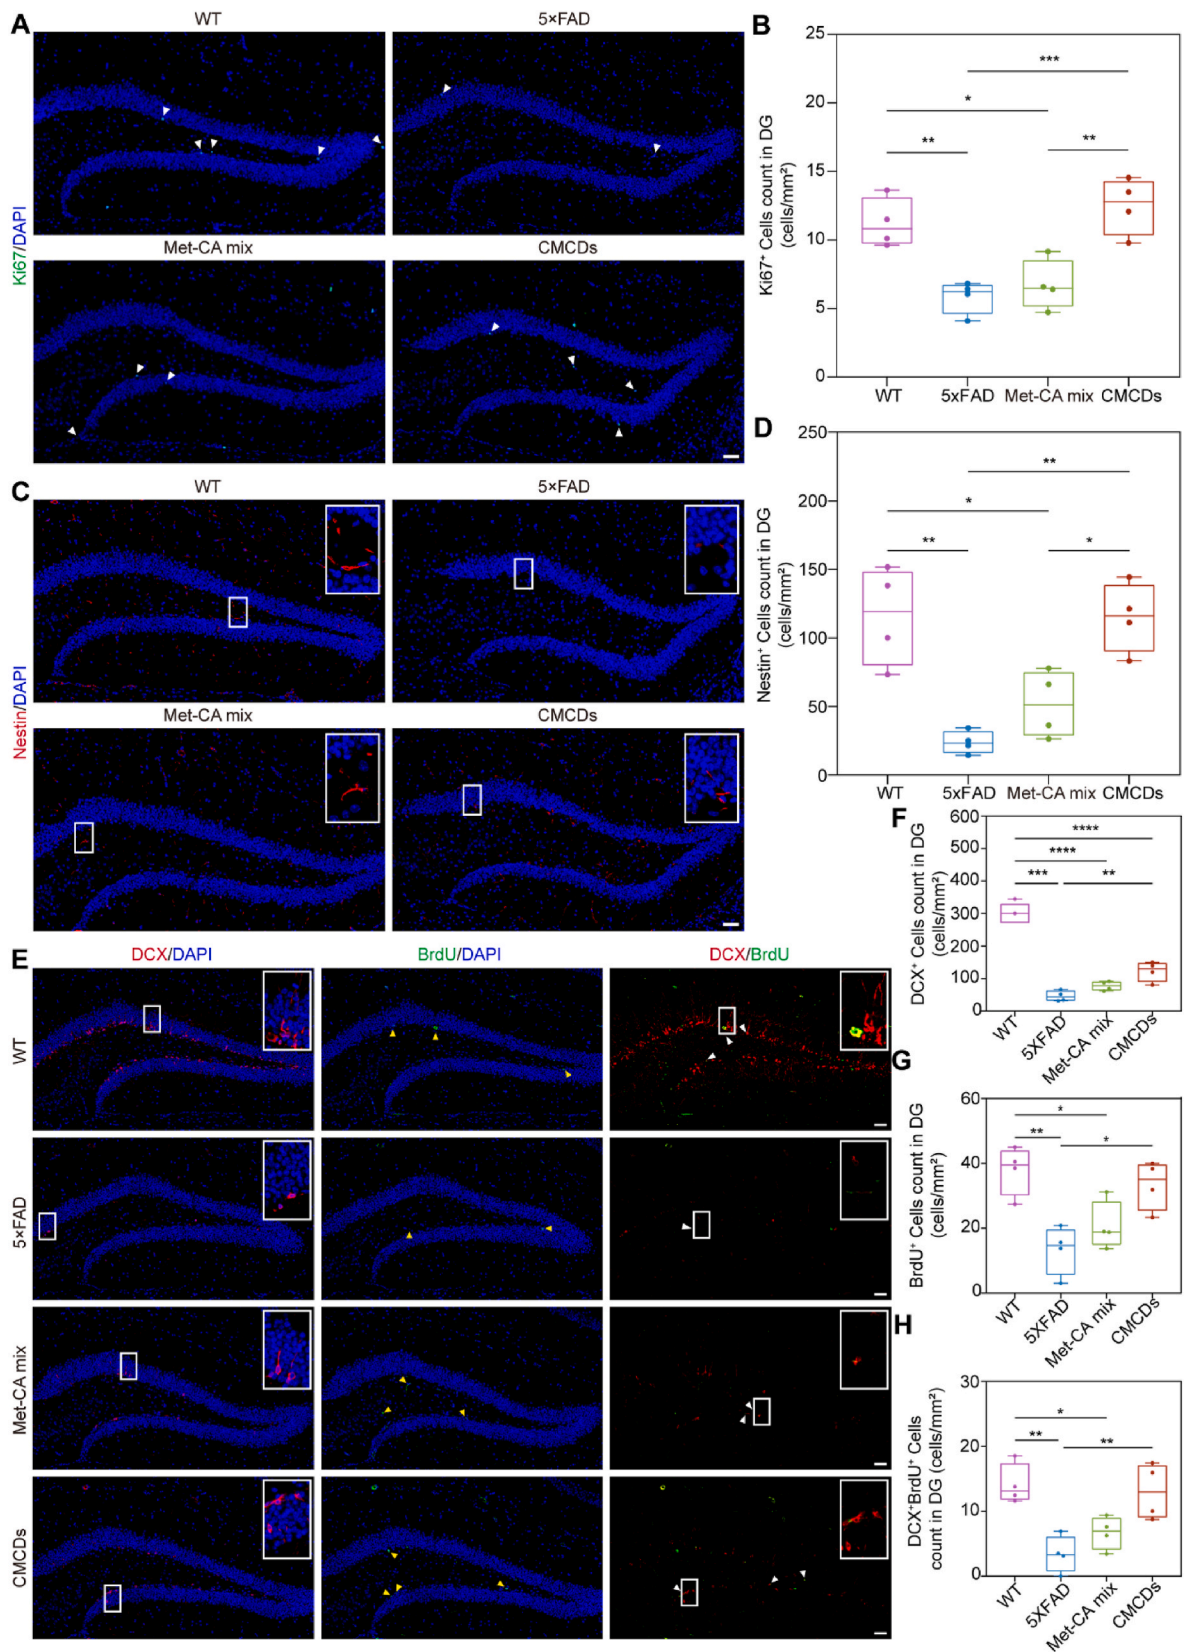 A
WT
5×FAD
Met-CA mix
CMCDs
Ki67/DAPI
B
Ki67⁺ Cells count in DG
(cells/mm²)
25
20
15
10
5
0
***
*
**
**
WT
5xFAD
Met-CA mix
CMCDs
C
WT
5×FAD
Met-CA mix
CMCDs
Nestin/DAPI
D
Nestin⁺ Cells count in DG
(cells/mm²)
250
200
150
100
50
0
**
*
**
*
WT
5xFAD
Met-CA mix
CMCDs
E
DCX/DAPI
BrdU/DAPI
DCX/BrdU
WT
5×FAD
Met-CA mix
CMCDs
F
DCX⁺ Cells count in DG
(cells/mm²)
600
500
400
300
200
100
0
****
****
***
**
WT
5XFAD
Met-CA mix
CMCDs
G
BrdU⁺ Cells count in DG
(cells/mm²)
60
40
20
0
*
**
*
WT
5XFAD
Met-CA mix
CMCDs
H
DCX⁺BrdU⁺ Cells
count in DG (cells/mm²)
30
20
10
0
*
**
**
WT
5XFAD
Met-CA mix
CMCDs